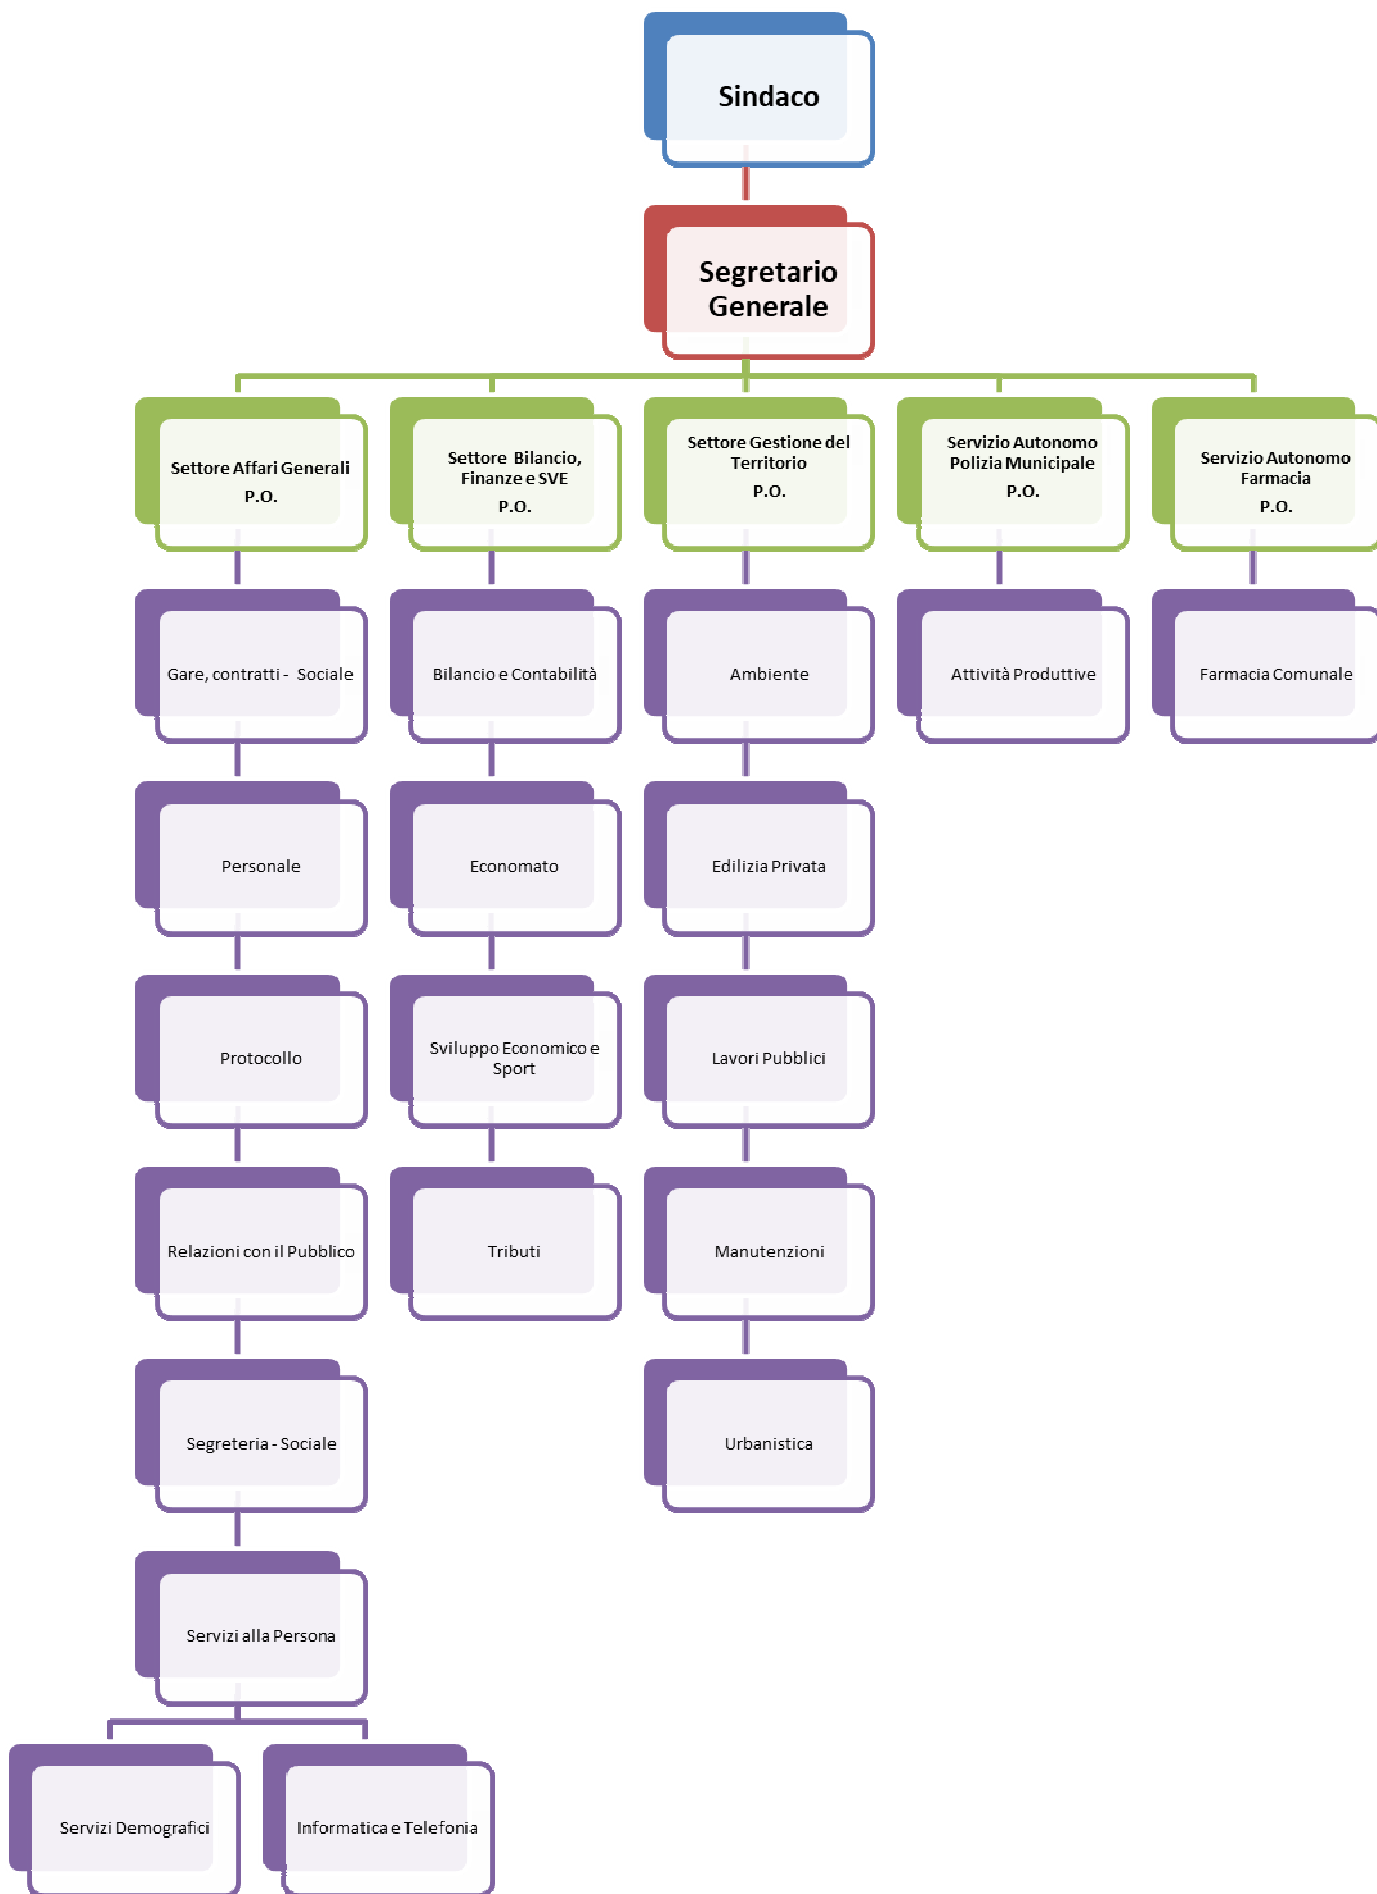 Sindaco
Segretario
Generale
Settore Affari Generali
P.O.
Settore Bilancio,
Finanze e SVE
P.O.
Settore Gestione del
Territorio
P.O.
Servizio Autonomo
Polizia Municipale
P.O.
Servizio Autonomo
Farmacia
P.O.
Gare, contratti - Sociale
Bilancio e Contabilità
Ambiente
Attività Produttive
Farmacia Comunale
Personale
Economato
Edilizia Privata
Protocollo
Sviluppo Economico e
Sport
Lavori Pubblici
Relazioni con il Pubblico
Tributi
Manutenzioni
Segreteria - Sociale
Urbanistica
Servizi alla Persona
Servizi Demografici
Informatica e Telefonia